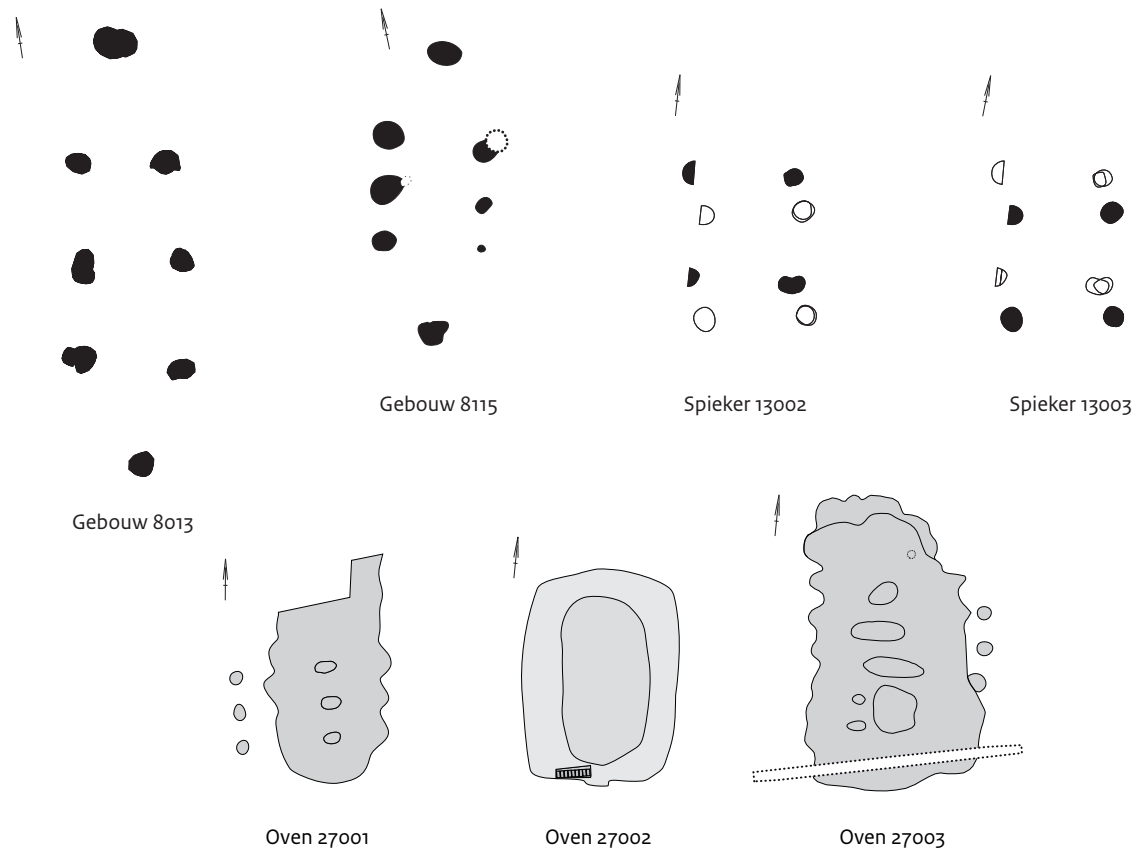 Gebouw 8115
Spieker 13002
Spieker 13003
Gebouw 8013
Oven 27001
Oven 27002
Oven 27003